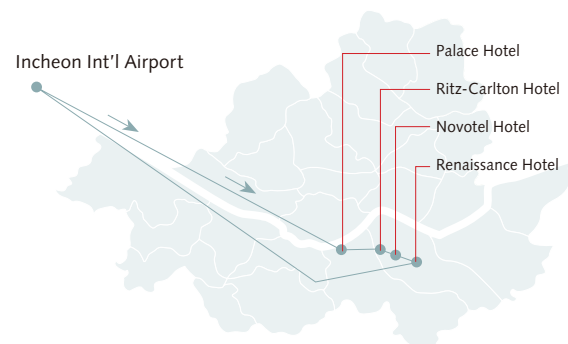 Incheon Int'l Airport
Palace Hotel
Ritz-Carlton Hotel
Novotel Hotel
Renaissance Hotel